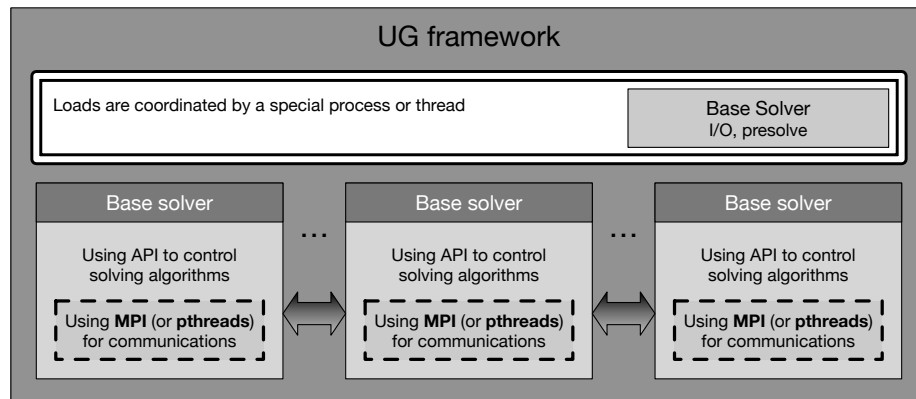 UG framework
Loads are coordinated by a special process or thread
Base Solver
I/O, presolve
Base solver
Using API to control
solving algorithms
Using MPI (or pthreads)
for communications
...
Base solver
Using API to control
solving algorithms
Using MPI (or pthreads)
for communications
...
Base solver
Using API to control
solving algorithms
Using MPI (or pthreads)
for communications